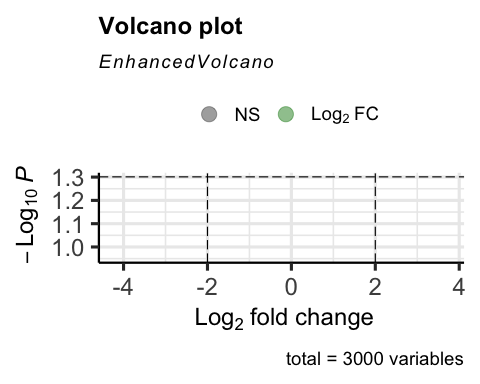 Volcano plot
EnhancedVolcano
NS Log₂ FC
− Log₁₀ P
1.3
1.2
1.1
1.0
-4 -2 0 2 4
Log₂ fold change
total = 3000 variables